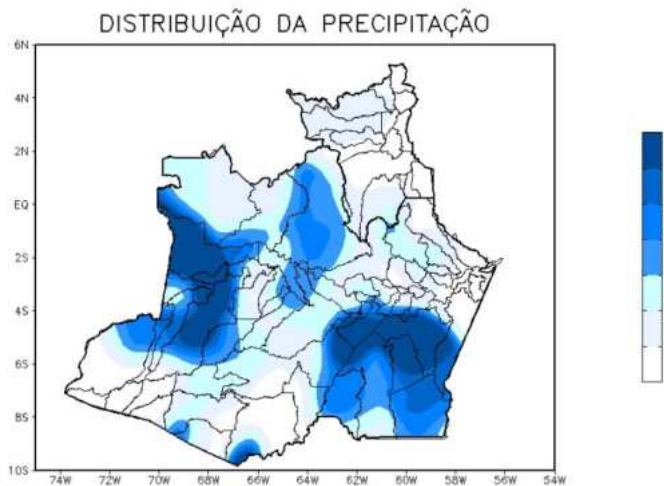 DISTRIBUIÇÃO DA PRECIPITAÇÃO
6N
4N
2N
EQ
2S
4S
6S
8S
10S
74W 72W 70W 68W 66W 64W 62W 60W 58W 56W 54W